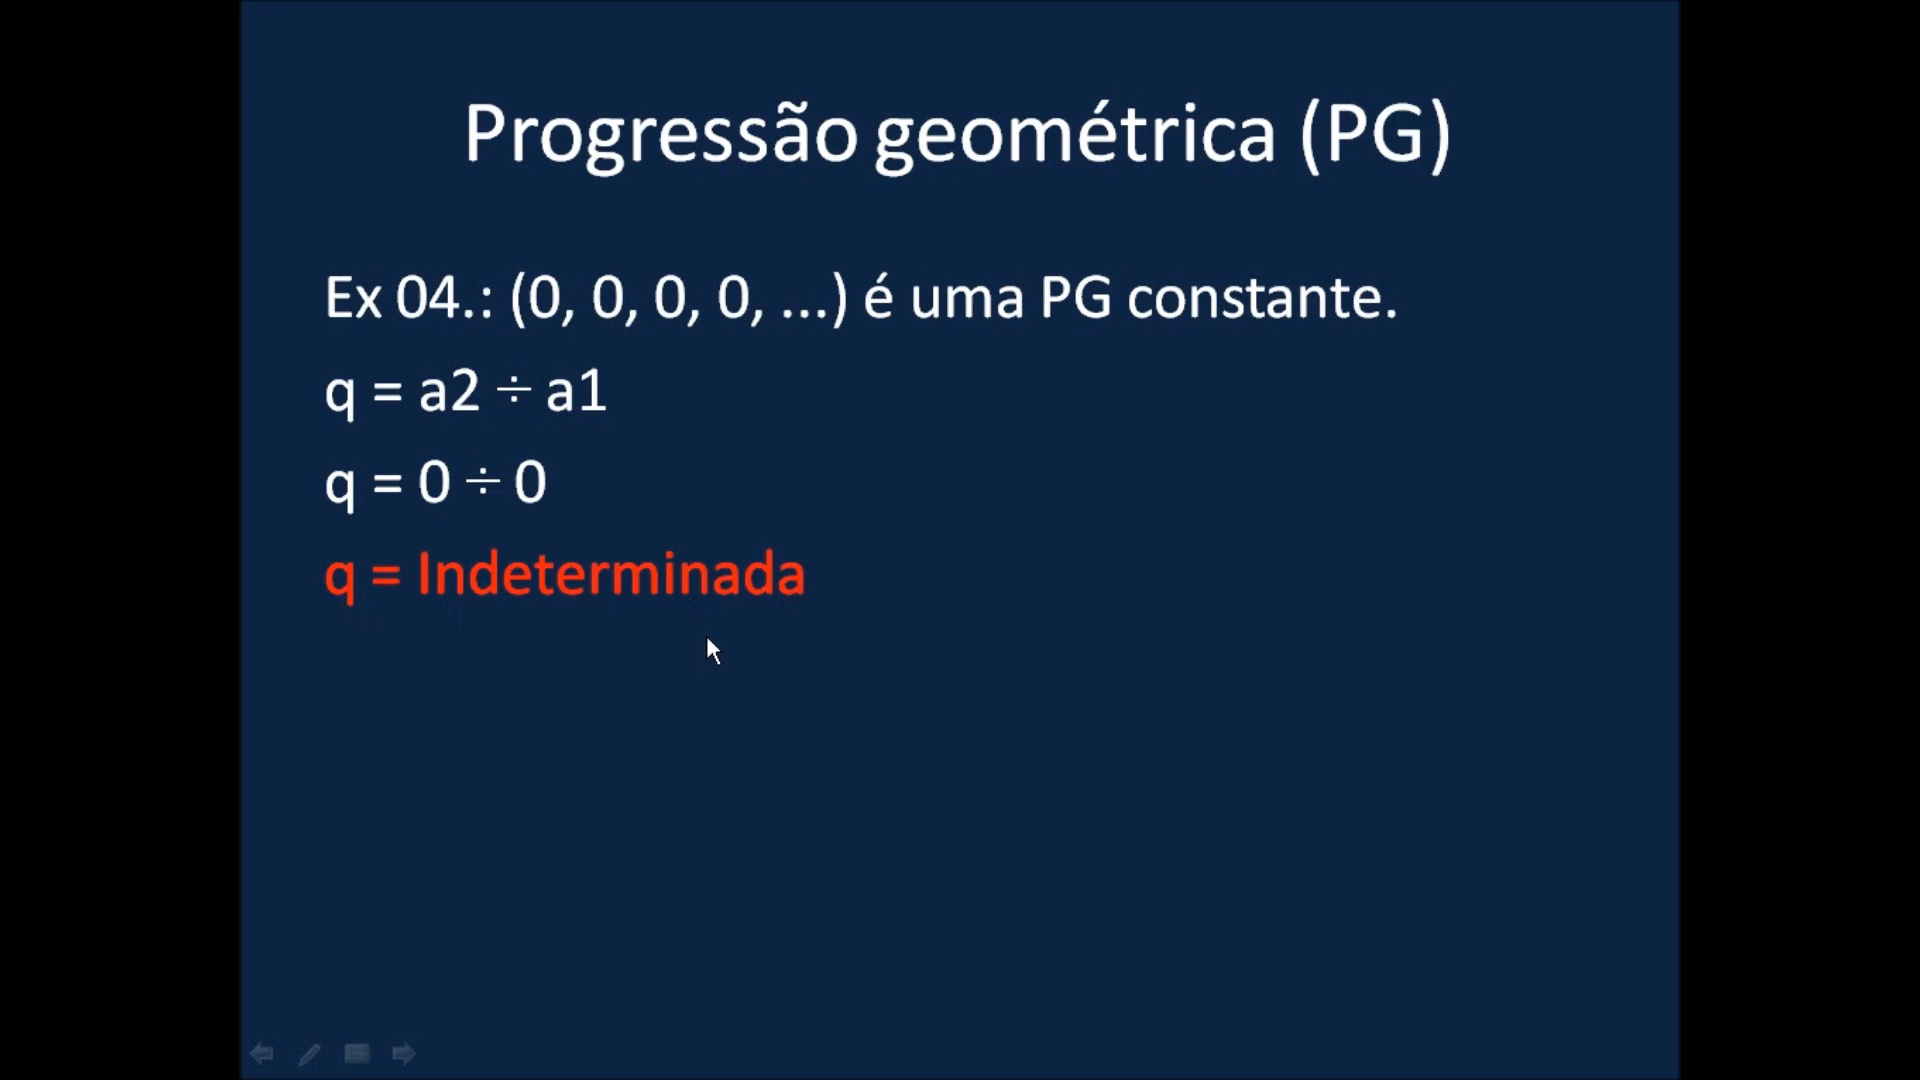 Progressão geométrica (PG)
Ex 04.: (0, 0, 0, 0, ...) é uma PG constante.
q = a2 ÷ a1
q = 0 ÷ 0
q = Indeterminada